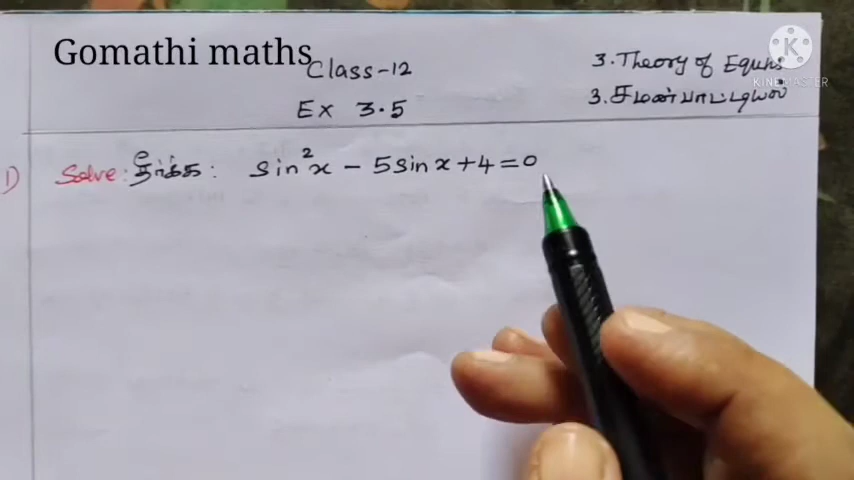 Gomathi maths
Class-12
3. Theory of Equns
KINEMASTER
Ex 3.5
3. சமன்பாட்டியல்
1) Solve: தீர்க்க: sin²x - 5sinx + 4 = 0